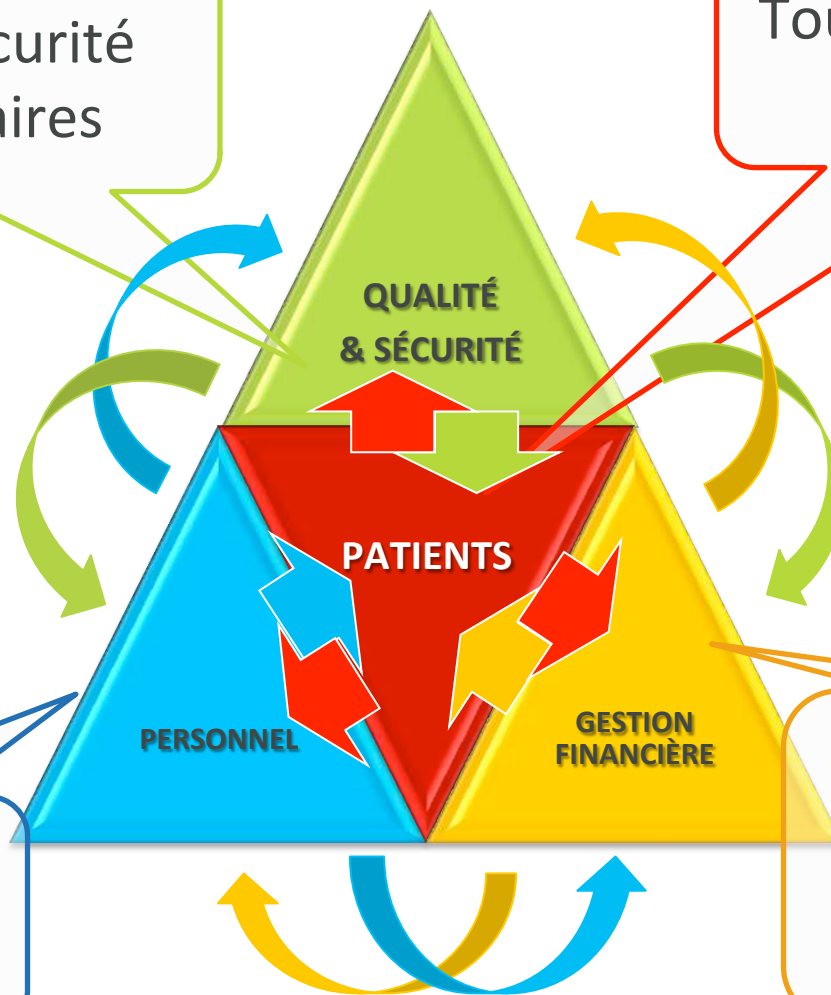 curité
aires
Tou
QUALITÉ
& SÉCURITÉ
PATIENTS
PERSONNEL
GESTION
FINANCIÈRE